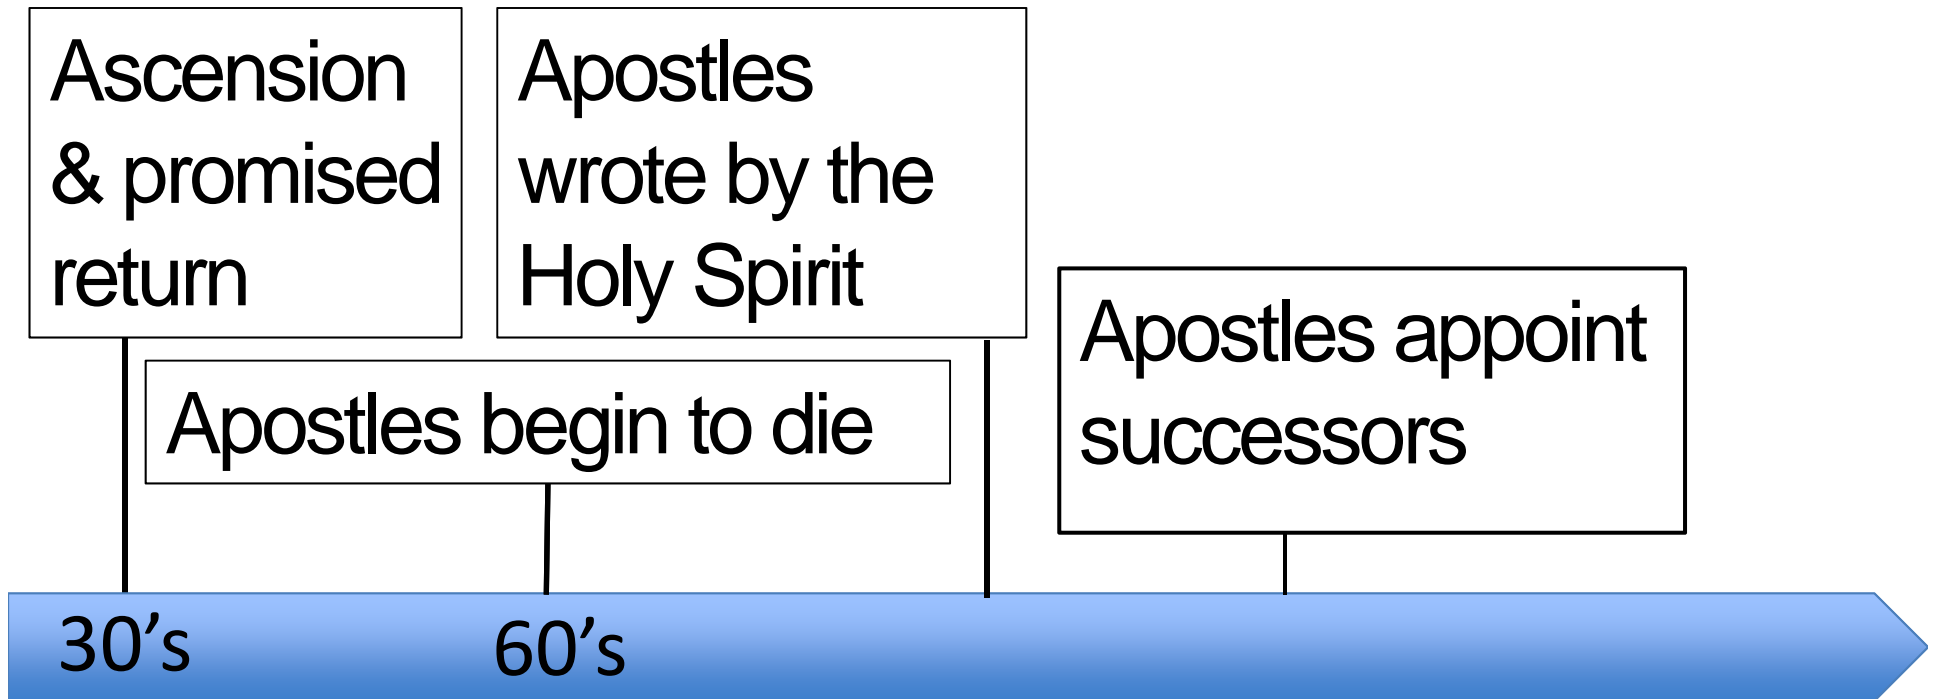 Ascension
& promised
return
Apostles
wrote by the
Holy Spirit
Apostles begin to die
Apostles appoint
successors
30’s
60’s